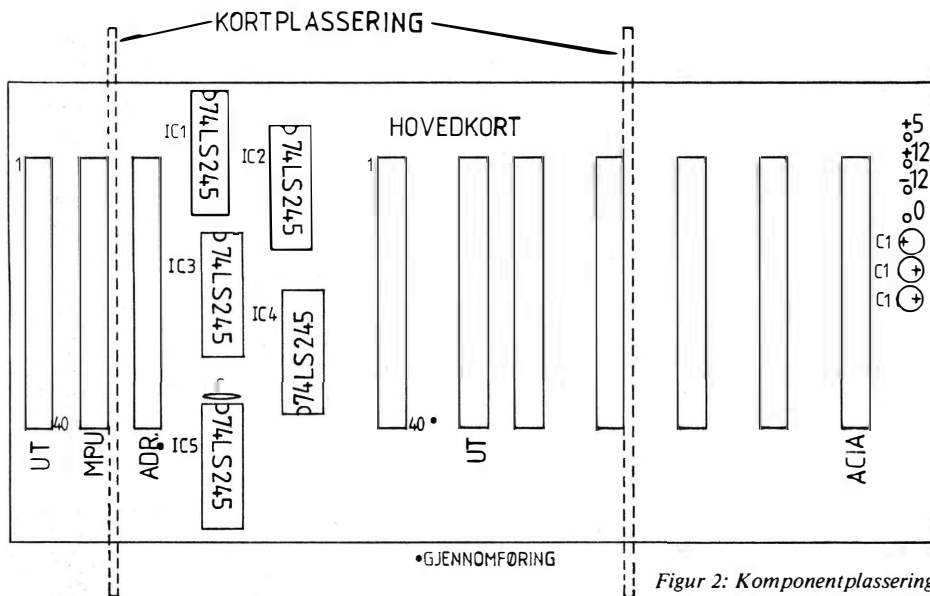 KORTPLASSERING
HOVEDKORT
IC1
74LS245
IC2
74LS245
IC3
74LS245
IC4
74LS245
C
IC5
74LS245
1
40
UT
MPU
ADR.
1
40
UT
ACIA
+5
+12
-12
0
C1 +
C1 +
C1 +
•GJENNOMFØRING
Figur 2: Komponentplassering